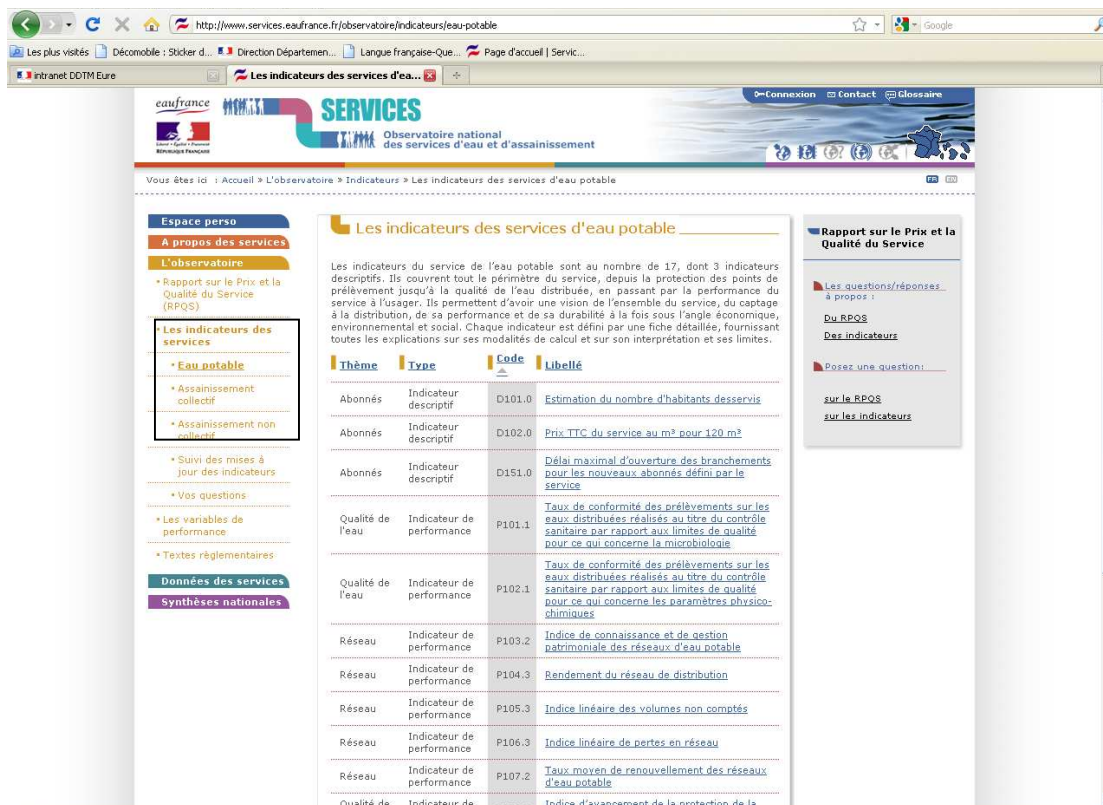 http://www.services.eaufrance.fr/observatoire/indicateurs/eau-potable
Google
Les plus visités
Décomobile : Sticker d...
Direction Départemen...
Langue française-Que...
Page d'accueil | Servic...
intranet DDTM Eure
Les indicateurs des services d'ea...
Connexion
Contact
Glossaire
eaufrance
SERVICES
Observatoire national
des services d'eau et d'assainissement
RÉPUBLIQUE FRANÇAISE
Vous êtes ici : Accueil » L'observatoire » Indicateurs » Les indicateurs des services d'eau potable
FR
EN
Espace perso
A propos des services
L'observatoire
• Rapport sur le Prix et la
Qualité du Service
(RPQS)
• Les indicateurs des
services
• Eau potable
• Assainissement
collectif
• Assainissement non
collectif
• Suivi des mises à
jour des indicateurs
• Vos questions
• Les variables de
performance
• Textes règlementaires
Données des services
Synthèses nationales
Les indicateurs des services d'eau potable
Les indicateurs du service de l'eau potable sont au nombre de 17, dont 3 indicateurs
descriptifs. Ils couvrent tout le périmètre du service, depuis la protection des points de
prélèvement jusqu'à la qualité de l'eau distribuée, en passant par la performance du
service à l'usager. Ils permettent d'avoir une vision de l'ensemble du service, du captage
à la distribution, de sa performance et de sa durabilité à la fois sous l'angle économique,
environnemental et social. Chaque indicateur est défini par une fiche détaillée, fournissant
toutes les explications sur ses modalités de calcul et sur son interprétation et ses limites.
Thème Type Code Libellé
Abonnés Indicateur descriptif D101.0 Estimation du nombre d'habitants desservis
Abonnés Indicateur descriptif D102.0 Prix TTC du service au m³ pour 120 m³
Abonnés Indicateur descriptif D151.0 Délai maximal d'ouverture des branchements
pour les nouveaux abonnés défini par le
service
Qualité de l'eau Indicateur de performance P101.1 Taux de conformité des prélèvements sur les
eaux distribuées réalisés au titre du contrôle
sanitaire par rapport aux limites de qualité
pour ce qui concerne la microbiologie
Qualité de l'eau Indicateur de performance P102.1 Taux de conformité des prélèvements sur les
eaux distribuées réalisés au titre du contrôle
sanitaire par rapport aux limites de qualité
pour ce qui concerne les paramètres physico-
chimiques
Réseau Indicateur de performance P103.2 Indice de connaissance et de gestion
patrimoniale des réseaux d'eau potable
Réseau Indicateur de performance P104.3 Rendement du réseau de distribution
Réseau Indicateur de performance P105.3 Indice linéaire des volumes non comptés
Réseau Indicateur de performance P106.3 Indice linéaire de pertes en réseau
Réseau Indicateur de performance P107.2 Taux moyen de renouvellement des réseaux
d'eau potable
Qualité de Indicateur de Indice d'avancement de la protection de la
Rapport sur le Prix et la
Qualité du Service
Les questions/réponses
à propos :
Du RPQS
Des indicateurs
Posez une question:
sur le RPQS
sur les indicateurs